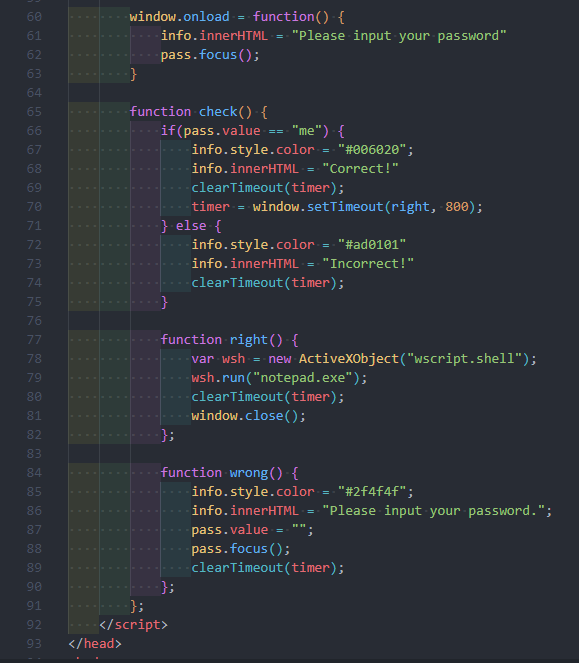 60 window.onload = function() {
61 info.innerHTML = "Please input your password"
62 pass.focus();
63 }
64
65 function check() {
66 if(pass.value == "me") {
67 info.style.color = "#006020";
68 info.innerHTML = "Correct!"
69 clearTimeout(timer);
70 timer = window.setTimeout(right, 800);
71 } else {
72 info.style.color = "#ad0101"
73 info.innerHTML = "Incorrect!"
74 clearTimeout(timer);
75 }
76
77 function right() {
78 var wsh = new ActiveXObject("wscript.shell");
79 wsh.run("notepad.exe");
80 clearTimeout(timer);
81 window.close();
82 };
83
84 function wrong() {
85 info.style.color = "#2f4f4f";
86 info.innerHTML = "Please input your password.";
87 pass.value = "";
88 pass.focus();
89 clearTimeout(timer);
90 };
91 };
92 </script>
93 </head>